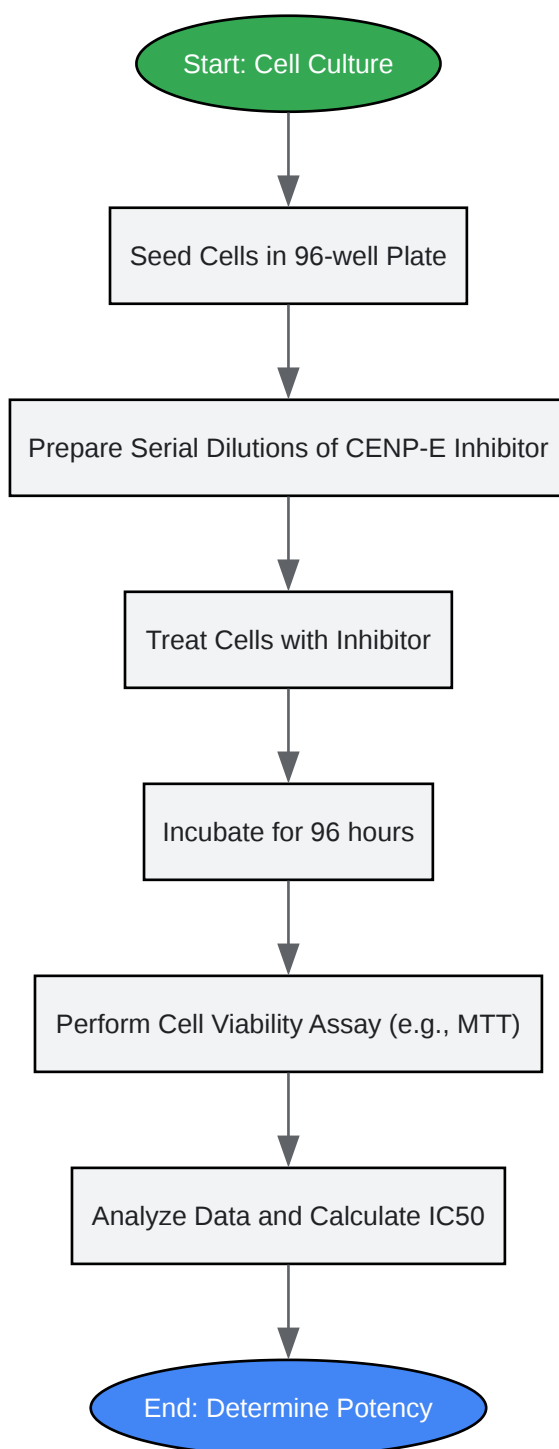 Start: Cell Culture
Seed Cells in 96-well Plate
Prepare Serial Dilutions of CENP-E Inhibitor
Treat Cells with Inhibitor
Incubate for 96 hours
Perform Cell Viability Assay (e.g., MTT)
Analyze Data and Calculate IC50
End: Determine Potency